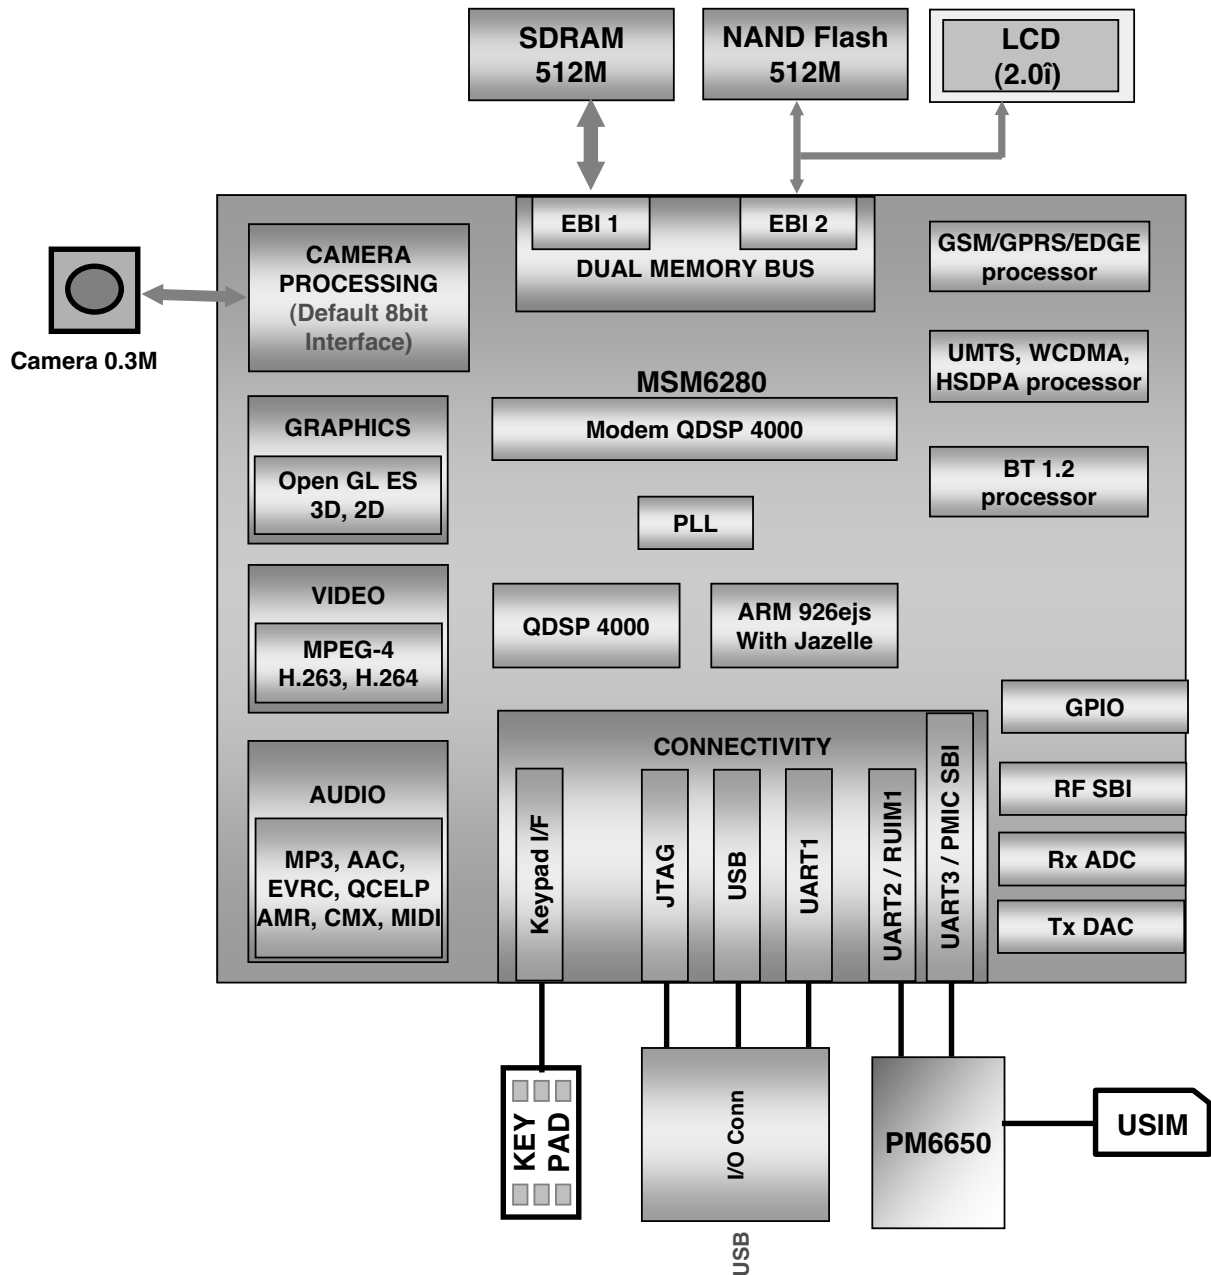 SDRAM
512M
NAND Flash
512M
LCD
(2.0î)
EBI 1
EBI 2
DUAL MEMORY BUS
CAMERA
PROCESSING
(Default 8bit
Interface)
Camera 0.3M
GSM/GPRS/EDGE
processor
UMTS, WCDMA,
HSDPA processor
BT 1.2
processor
MSM6280
Modem QDSP 4000
GRAPHICS
Open GL ES
3D, 2D
PLL
VIDEO
MPEG-4
H.263, H.264
QDSP 4000
ARM 926ejs
With Jazelle
AUDIO
MP3, AAC,
EVRC, QCELP
AMR, CMX, MIDI
CONNECTIVITY
Keypad I/F
JTAG
USB
UART1
UART2 / RUIM1
UART3 / PMIC SBI
GPIO
RF SBI
Rx ADC
Tx DAC
KEY
PAD
I/O Conn
USB
PM6650
USIM